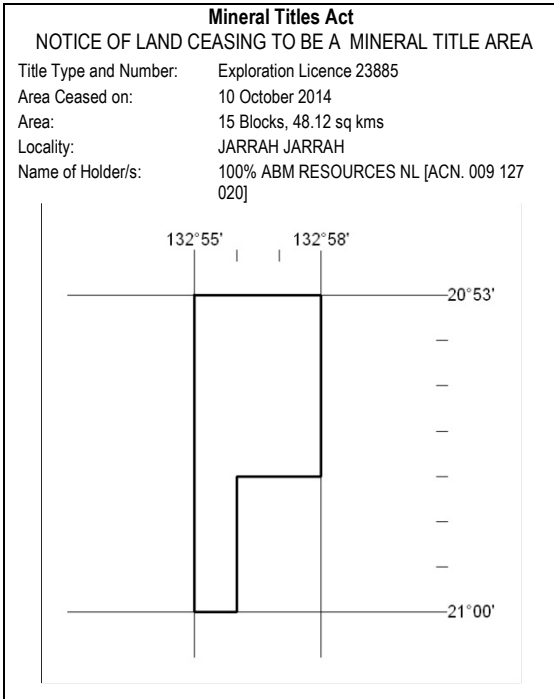 Mineral Titles Act
NOTICE OF LAND CEASING TO BE A MINERAL TITLE AREA
Title Type and Number: Exploration Licence 23885
Area Ceased on: 10 October 2014
Area: 15 Blocks, 48.12 sq kms
Locality: JARRAH JARRAH
Name of Holder/s: 100% ABM RESOURCES NL [ACN. 009 127
020]
132°55' 132°58'
20°53'
21°00'